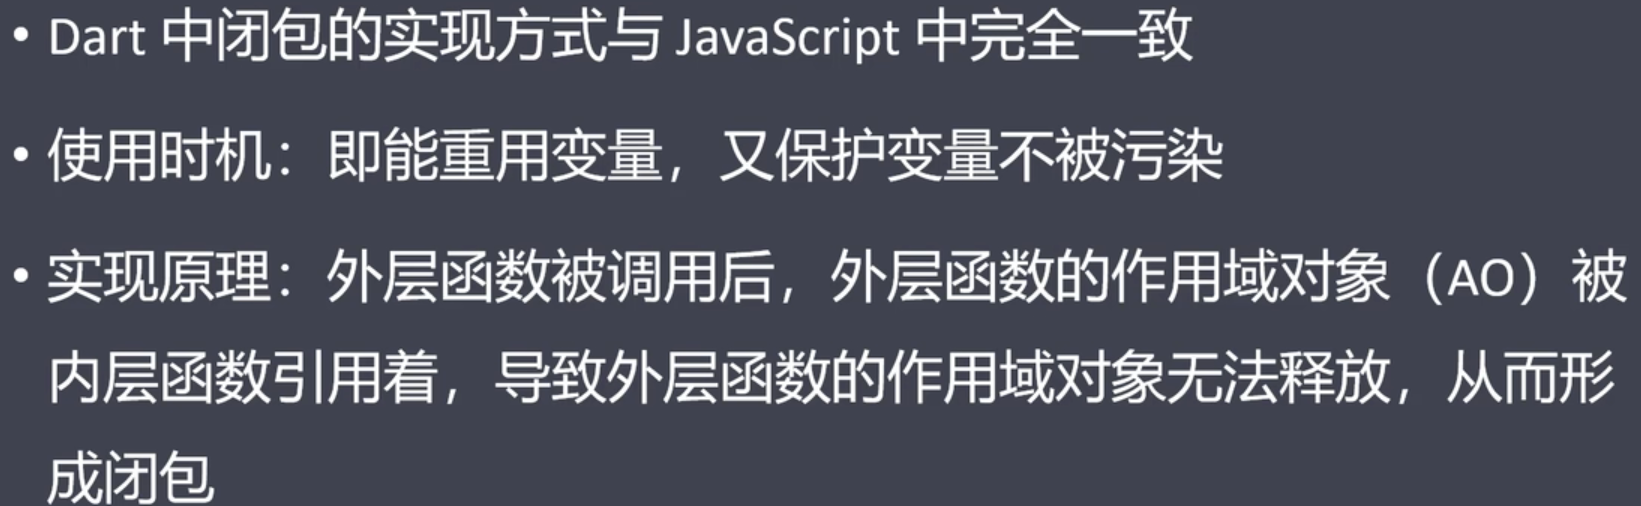 • Dart 中闭包的实现方式与 JavaScript 中完全一致
• 使用时机：即能重用变量，又保护变量不被污染
• 实现原理：外层函数被调用后，外层函数的作用域对象（AO）被
内层函数引用着，导致外层函数的作用域对象无法释放，从而形
成闭包